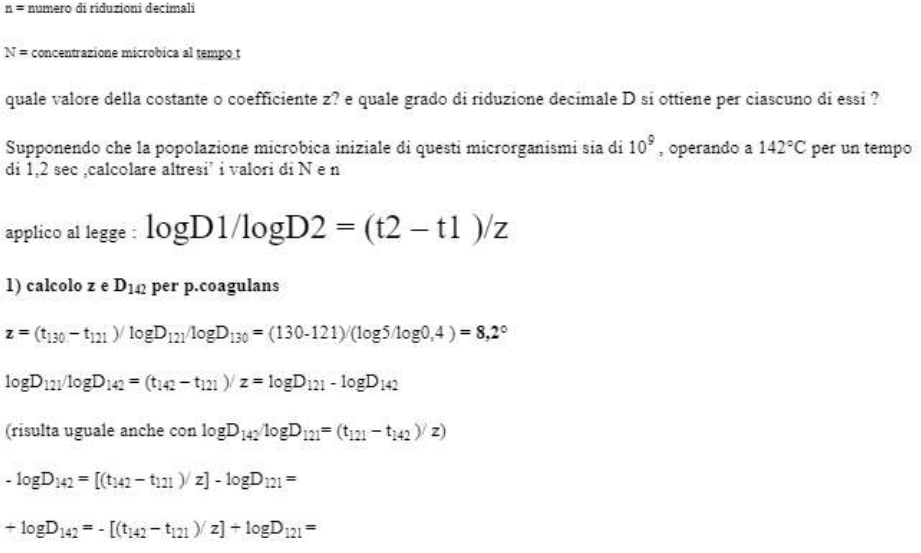 n = numero di riduzioni decimali
N = concentrazione microbica al tempo t
quale valore della costante o coefficiente z? e quale grado di riduzione decimale D si ottiene per ciascuno di essi ?
Supponendo che la popolazione microbica iniziale di questi microrganismi sia di 10⁹ , operando a 142°C per un tempo
di 1,2 sec ,calcolare altresi’ i valori di N e n
applico al legge : logD1/logD2 = (t2 – t1 )/z
1) calcolo z e D₁₄₂ per p.coagulans
z = (t₁₃₀ – t₁₂₁ )/ logD₁₂₁/logD₁₃₀ = (130-121)/(log5/log0,4 ) = 8,2°
logD₁₂₁/logD₁₄₂ = (t₁₄₂ – t₁₂₁ )/ z = logD₁₂₁ - logD₁₄₂
(risulta uguale anche con logD₁₄₂/logD₁₂₁= (t₁₂₁ – t₁₄₂ )/ z)
- logD₁₄₂ = [(t₁₄₂ – t₁₂₁ )/ z] - logD₁₂₁ =
+ logD₁₄₂ = - [(t₁₄₂ – t₁₂₁ )/ z] + logD₁₂₁ =